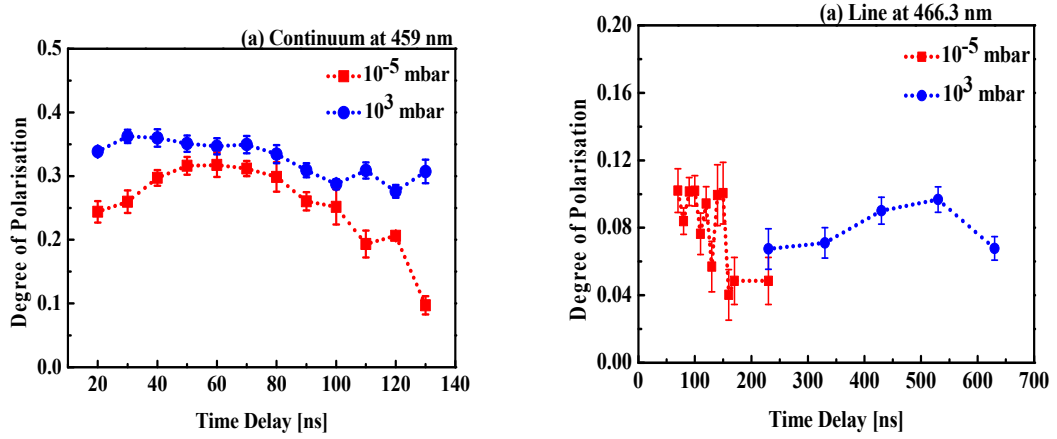 (a) Continuum at 459 nm
0.5
0.4
0.3
0.2
0.1
0.0
Degree of Polarisation
10⁻⁵ mbar
10³ mbar
20 40 60 80 100 120 140
Time Delay [ns]
(a) Line at 466.3 nm
0.20
0.16
0.12
0.08
0.04
0.00
Degree of Polarisation
10⁻⁵ mbar
10³ mbar
0 100 200 300 400 500 600 700
Time Delay [ns]